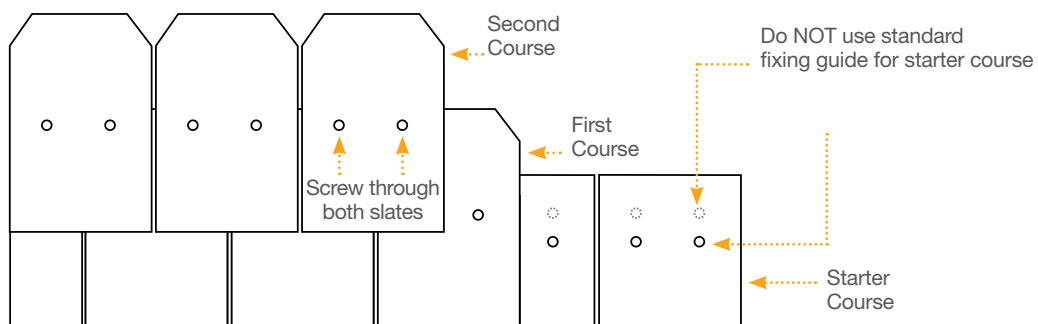 Second
Course
Do NOT use standard
fixing guide for starter course
First
Course
Screw through
both slates
Starter
Course